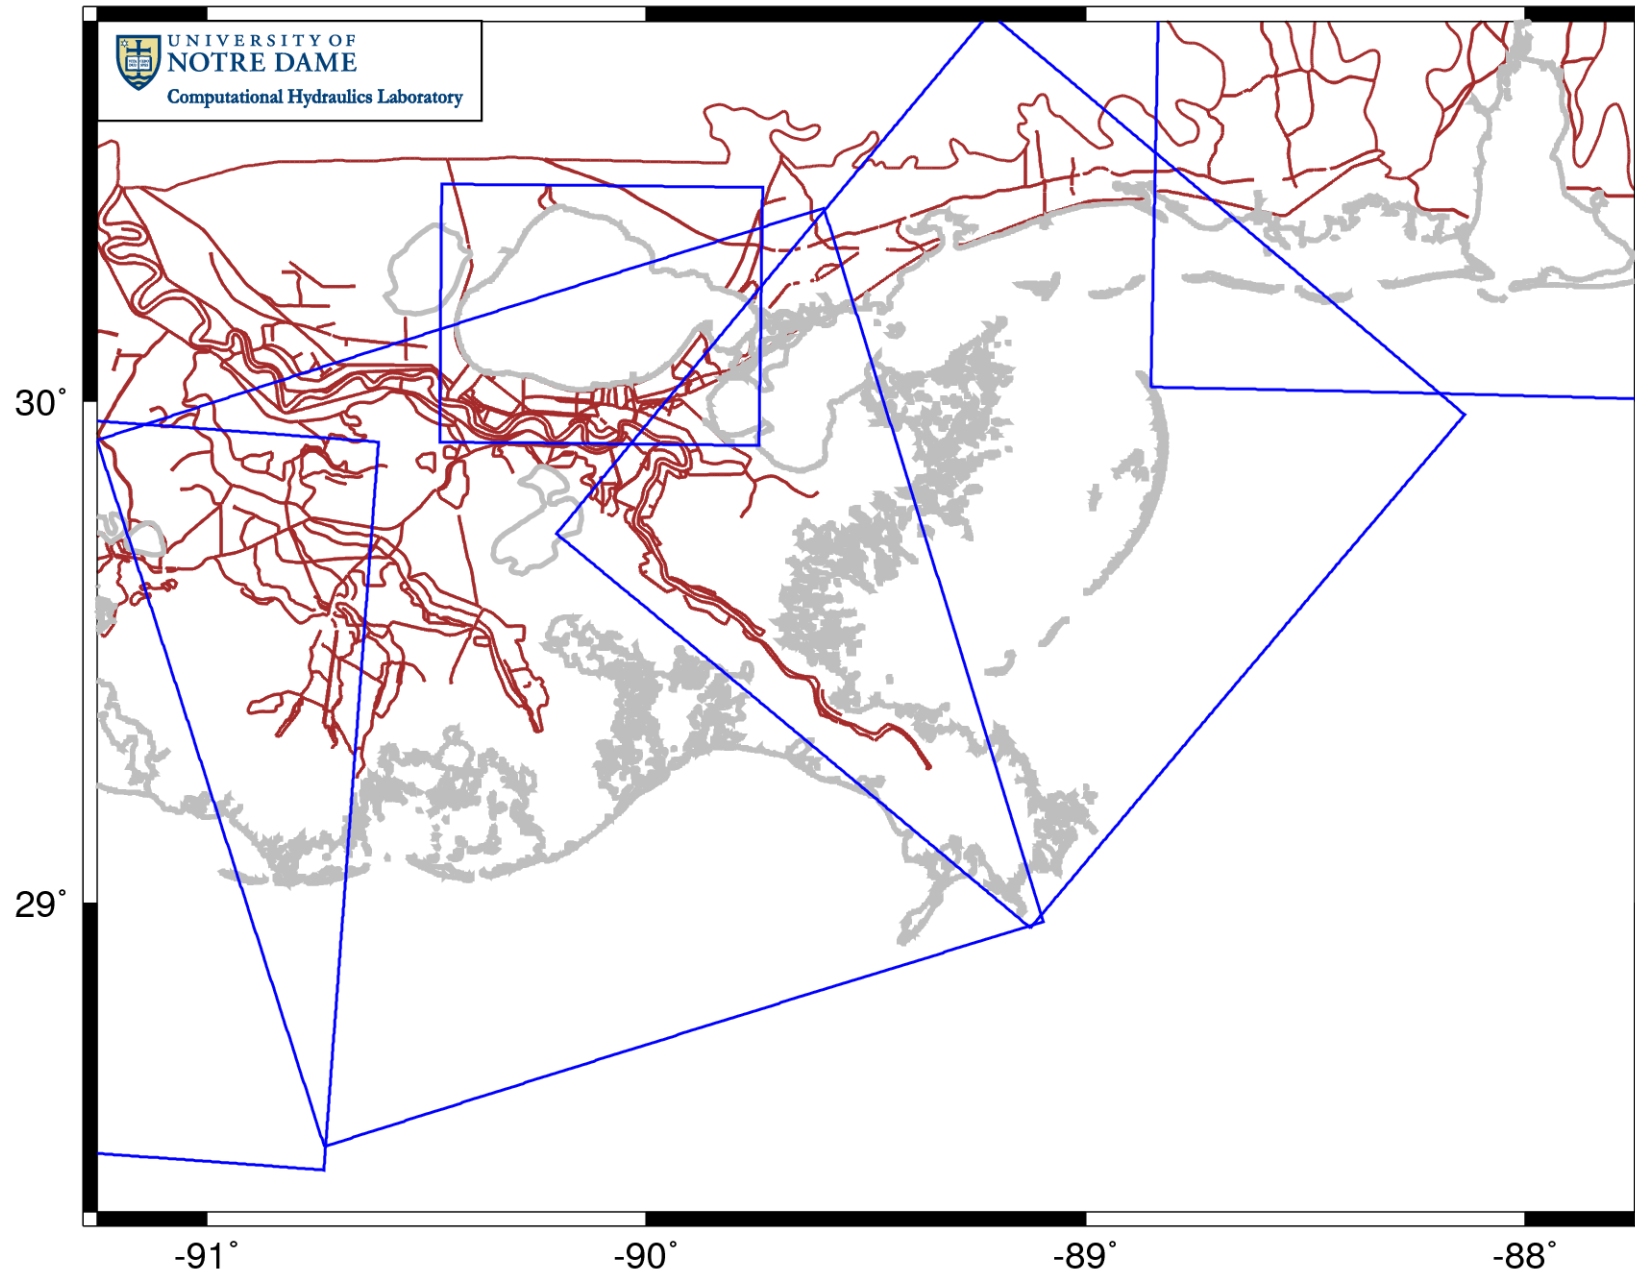 UNIVERSITY OF
NOTRE DAME
Computational Hydraulics Laboratory
30°
29°
-91°
-90°
-89°
-88°